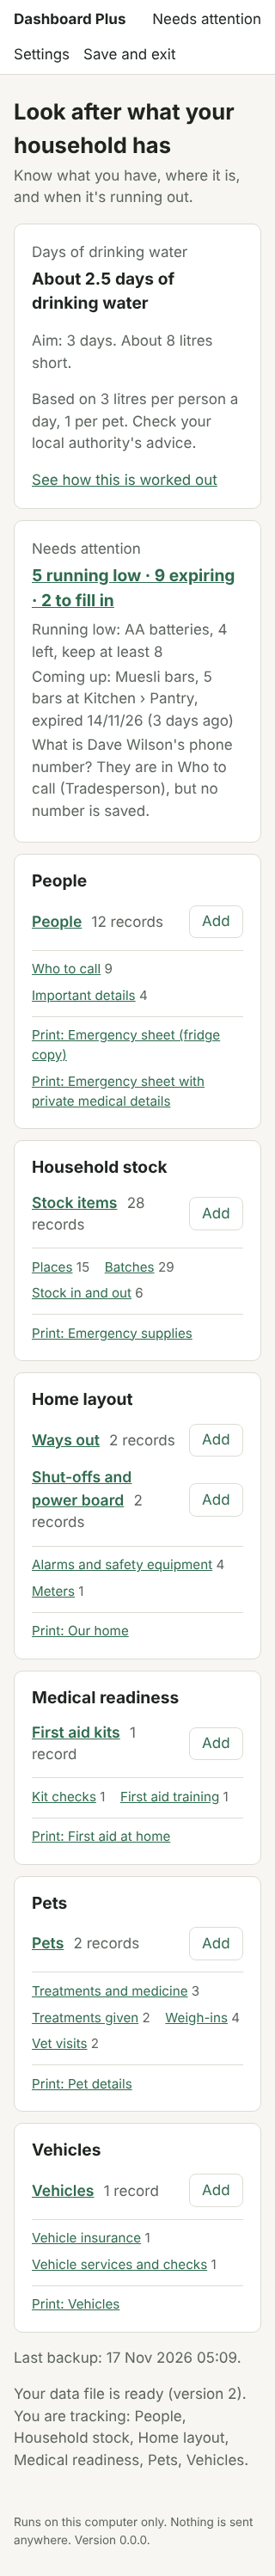 Dashboard Plus Needs attention
Settings Save and exit
Look after what your
household has
Know what you have, where it is,
and when it's running out.
Days of drinking water
About 2.5 days of
drinking water
Aim: 3 days. About 8 litres
short.
Based on 3 litres per person a
day, 1 per pet. Check your
local authority's advice.
See how this is worked out
Needs attention
5 running low · 9 expiring
· 2 to fill in
Running low: AA batteries, 4
left, keep at least 8
Coming up: Muesli bars, 5
bars at Kitchen › Pantry,
expired 14/11/26 (3 days ago)
What is Dave Wilson's phone
number? They are in Who to
call (Tradesperson), but no
number is saved.
People
People 12 records Add
Who to call 9
Important details 4
Print: Emergency sheet (fridge
copy)
Print: Emergency sheet with
private medical details
Household stock
Stock items 28
records Add
Places 15 Batches 29
Stock in and out 6
Print: Emergency supplies
Home layout
Ways out 2 records Add
Shut-offs and
power board 2
records Add
Alarms and safety equipment 4
Meters 1
Print: Our home
Medical readiness
First aid kits 1
record Add
Kit checks 1 First aid training 1
Print: First aid at home
Pets
Pets 2 records Add
Treatments and medicine 3
Treatments given 2 Weigh-ins 4
Vet visits 2
Print: Pet details
Vehicles
Vehicles 1 record Add
Vehicle insurance 1
Vehicle services and checks 1
Print: Vehicles
Last backup: 17 Nov 2026 05:09.
Your data file is ready (version 2).
You are tracking: People,
Household stock, Home layout,
Medical readiness, Pets, Vehicles.
Runs on this computer only. Nothing is sent
anywhere. Version 0.0.0.